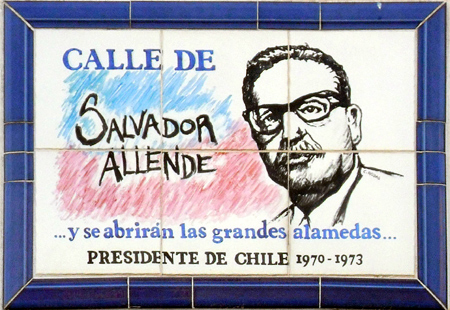 CALLE DE
SALVADOR
ALLENDE
...y se abrirán las grandes alamedas...
PRESIDENTE DE CHILE 1970-1973